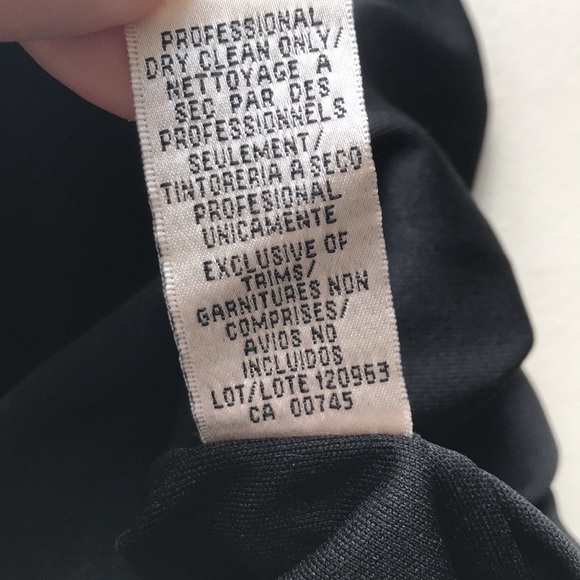 PROFESSIONAL
DRY CLEAN ONLY/
NETTOYAGE A
SEC PAR DES
PROFESSIONNELS
SEULEMENT/
TINTORERIA A SECO
PROFESIONAL
UNICAMENTE
EXCLUSIVE OF
TRIMS/
GARNITURES NON
COMPRISES/
AVIOS NO
INCLUIDOS
LOT/LOTE 120963
CA 00745